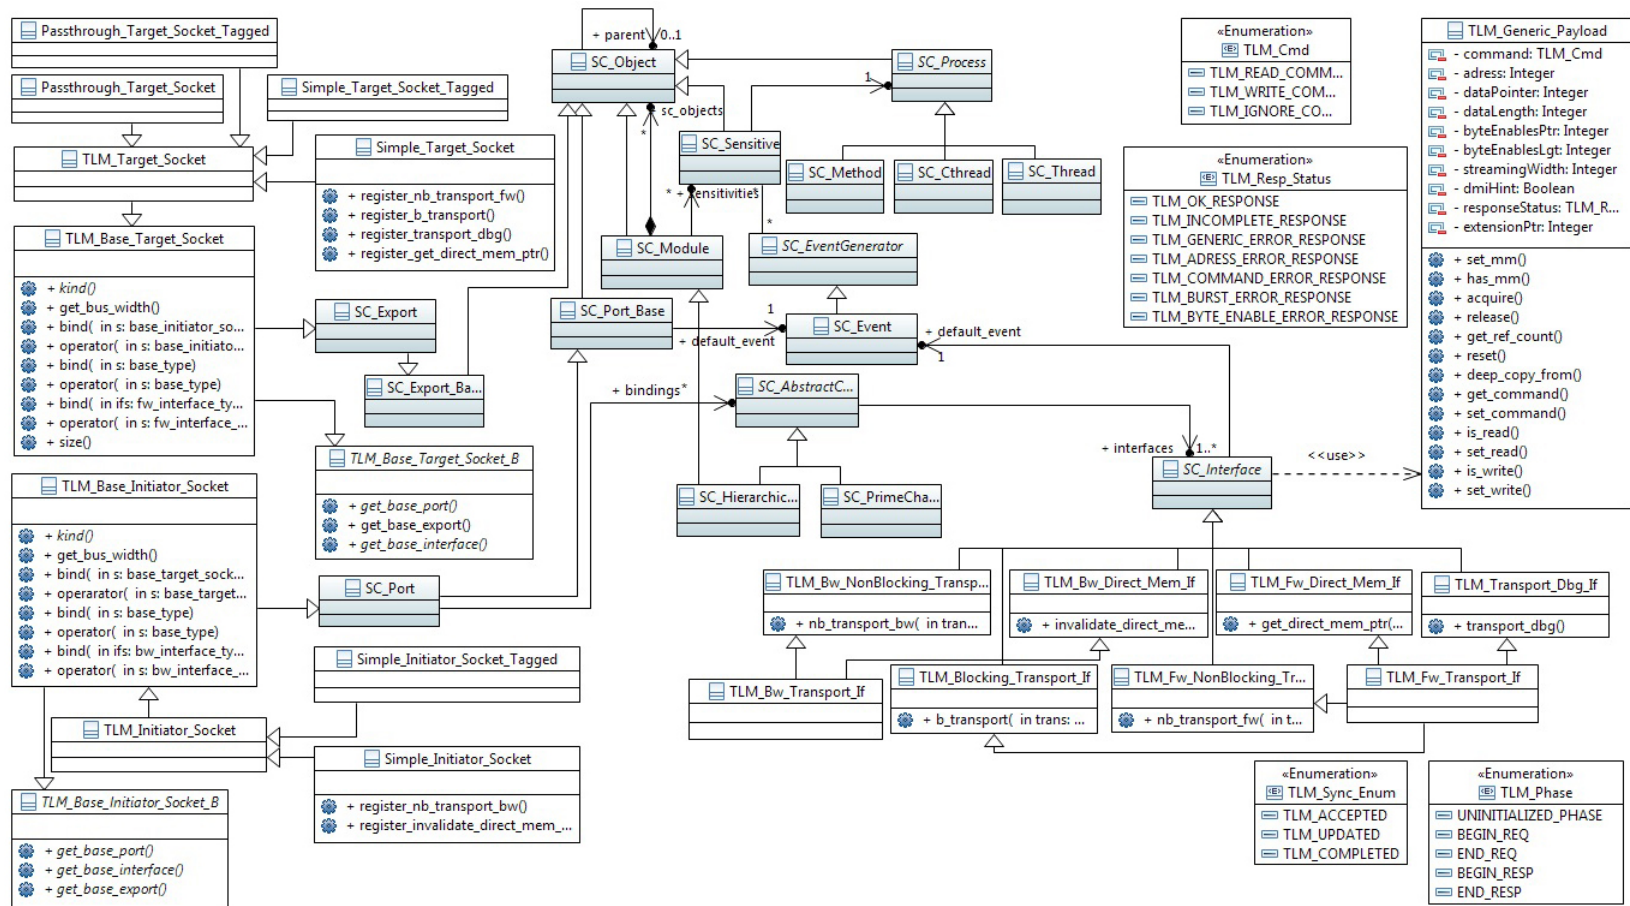 Passthrough_Target_Socket_Tagged
Passthrough_Target_Socket
Simple_Target_Socket_Tagged
TLM_Target_Socket
Simple_Target_Socket
+ register_nb_transport_fw()
+ register_b_transport()
+ register_transport_dbg()
+ register_get_direct_mem_ptr()
TLM_Base_Target_Socket
+ kind()
+ get_bus_width()
+ bind( in s: base_initiator_so...
+ operator( in s: base_initiato...
+ bind( in s: base_type)
+ operator( in s: base_type)
+ bind( in ifs: fw_interface_ty...
+ operator( in s: fw_interface_...
+ size()
SC_Export
SC_Export_Ba...
TLM_Base_Target_Socket_B
+ get_base_port()
+ get_base_export()
+ get_base_interface()
TLM_Base_Initiator_Socket
+ kind()
+ get_bus_width()
+ bind( in s: base_target_sock...
+ operarator( in s: base_target...
+ bind( in s: base_type)
+ operator( in s: base_type)
+ bind( in ifs: bw_interface_ty...
+ operator( in s: bw_interface_...
SC_Port
Simple_Initiator_Socket_Tagged
TLM_Initiator_Socket
Simple_Initiator_Socket
+ register_nb_transport_bw()
+ register_invalidate_direct_mem_...
TLM_Base_Initiator_Socket_B
+ get_base_port()
+ get_base_interface()
+ get_base_export()
+ parent
0..1
SC_Object
SC_Process
1
sc_objects
*
SC_Sensitive
* + sensitivities*
*
SC_Method
SC_Cthread
SC_Thread
SC_Module
SC_EventGenerator
SC_Port_Base
1
+ default_event
SC_Event
+ default_event
1
+ bindings*
SC_AbstractC...
+ interfaces
1..*
SC_Hierarchic...
SC_PrimeCha...
SC_Interface
<<use>>
TLM_Bw_NonBlocking_Transp...
+ nb_transport_bw( in tran...
TLM_Bw_Direct_Mem_If
+ invalidate_direct_me...
TLM_Fw_Direct_Mem_If
+ get_direct_mem_ptr(...
TLM_Transport_Dbg_If
+ transport_dbg()
TLM_Bw_Transport_If
TLM_Blocking_Transport_If
+ b_transport( in trans: ...
TLM_Fw_NonBlocking_Tr...
+ nb_transport_fw( in t...
TLM_Fw_Transport_If
«Enumeration»
TLM_Cmd
TLM_READ_COMM...
TLM_WRITE_COM...
TLM_IGNORE_CO...
«Enumeration»
TLM_Resp_Status
TLM_OK_RESPONSE
TLM_INCOMPLETE_RESPONSE
TLM_GENERIC_ERROR_RESPONSE
TLM_ADRESS_ERROR_RESPONSE
TLM_COMMAND_ERROR_RESPONSE
TLM_BURST_ERROR_RESPONSE
TLM_BYTE_ENABLE_ERROR_RESPONSE
TLM_Generic_Payload
- command: TLM_Cmd
- adress: Integer
- dataPointer: Integer
- dataLength: Integer
- byteEnablesPtr: Integer
- byteEnablesLgt: Integer
- streamingWidth: Integer
- dmiHint: Boolean
- responseStatus: TLM_R...
- extensionPtr: Integer
+ set_mm()
+ has_mm()
+ acquire()
+ release()
+ get_ref_count()
+ reset()
+ deep_copy_from()
+ get_command()
+ set_command()
+ is_read()
+ set_read()
+ is_write()
+ set_write()
«Enumeration»
TLM_Sync_Enum
TLM_ACCEPTED
TLM_UPDATED
TLM_COMPLETED
«Enumeration»
TLM_Phase
UNINITIALIZED_PHASE
BEGIN_REQ
END_REQ
BEGIN_RESP
END_RESP